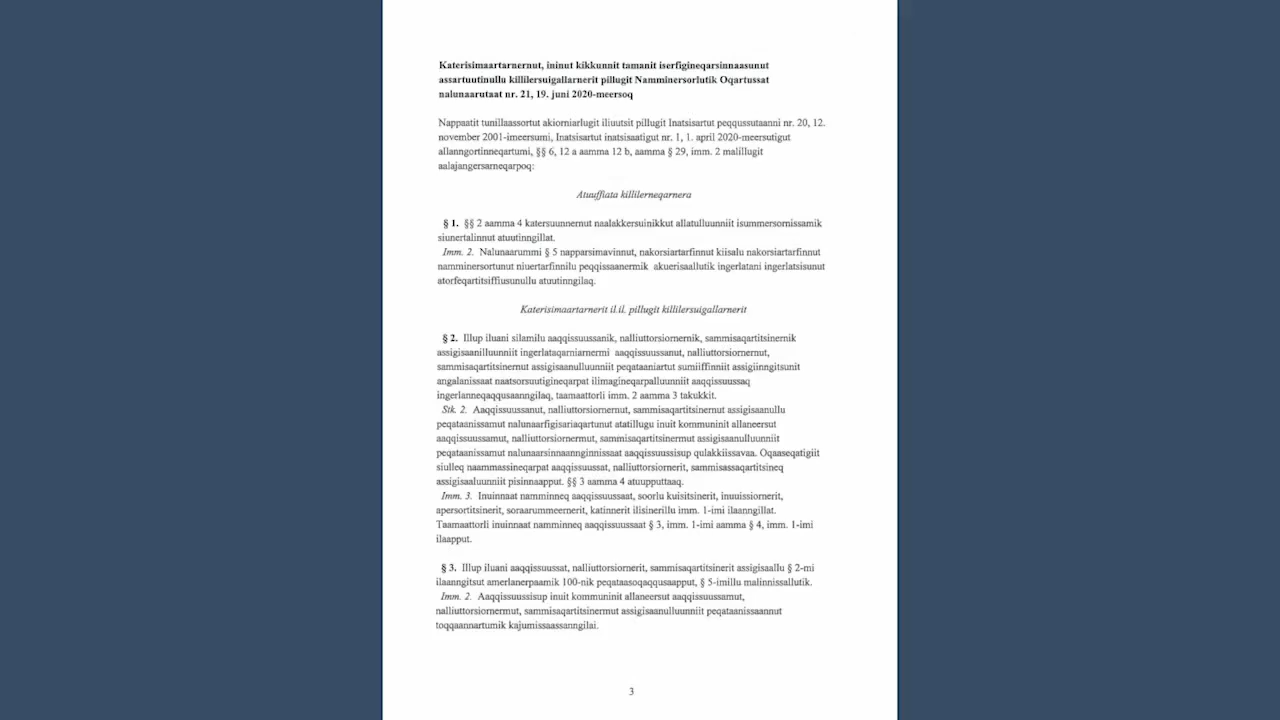 Katerisimaartarnernut, ininut kikkunnit tamanit iserfigineqarsinnaasunut
assartuutinullu killilersuigallarnerit pillugit Namminersorlutik Oqartussat
nalunaarutaat nr. 21, 19. juni 2020-meersoq
Nappaatit tunillaassortut akiorniarlugit iliuutsit pillugit Inatsisartut peqqussutaanni nr. 20, 12.
november 2001-imeersumi, Inatsisartut inatsisaatigut nr. 1, 1. april 2020-meersutigut
allanngortinneqartumi, §§ 6, 12 a aamma 12 b, aamma § 29, imm. 2 malillugit
aalajangersarneqarpoq:
Atuuffiata killilerneqarnera
§ 1. §§ 2 aamma 4 katersuunnernut naalakkersuinikkut allatulluunniit isummersornissamik
siunertalinnut atuutinngillat.
Imm. 2. Nalunaarummi § 5 napparsimavinnut, nakorsiartarfinnut kiisalu nakorsiartarfinnut
namminersortunut niuertarfinnilu peqqissaanermik akuerisaallutik ingerlatani ingerlatsisunut
atorfeqartitsiffiusunullu atuutinngilaq.
Katerisimaartarnerit il.il. pillugit killilersuigallarnerit
§ 2. Illup iluani silamilu aaqqissuussanik, nalliuttorsiornernik, sammisaqartitsinernik
assigisaanilluunniit ingerlataqarniarnermi aaqqissuussanut, nalliuttorsiornernut,
sammisaqartitsinernut assigisaanulluunniit peqataaniartut sumiiffinniit assigiinngitsunit
angalanissaat naatsorsuutigineqarpat ilimagineqarpalluunniit aaqqissuussaq
ingerlanneqaqqusaanngilaq, taamaattorli imm. 2 aamma 3 takukkit.
Stk. 2. Aaqqissuussanut, nalliuttorsiornernut, sammisaqartitsinernut assigisaanullu
peqataanissamut nalunaarfigisariaqartunut atatillugu inuit kommuninit allaneersut
aaqqissuussamut, nalliuttorsiornermut, sammisaqartitsinermut assigisaanulluunniit
peqataanissamut nalunaarsinnaannginnissaat aaqqissuussisup qulakkiissavaa. Oqaaseqatigiit
siulleq naammassineqarpat aaqqissuussat, nalliuttorsiornerit, sammisassaqartitsineq
assigisaaluunniit pisinnaapput. §§ 3 aamma 4 atuupputtaaq.
Imm. 3. Inuinnaat namminneq aaqqissuussaat, soorlu kuisitsinerit, inuuissiornerit,
apersortitsinerit, soraarummeernerit, katinnerit ilisinerillu imm. 1-imi ilaanngillat.
Taamaattorli inuinnaat namminneq aaqqissuussaat § 3, imm. 1-imi aamma § 4, imm. 1-imi
ilaapput.
§ 3. Illup iluani aaqqissuussat, nalliuttorsiornerit, sammisaqartitsinerit assigisaallu § 2-mi
ilaanngitsut amerlanerpaamik 100-nik peqataasoqaqqusaapput, § 5-imillu malinnissallutik.
Imm. 2. Aaqqissuussisup inuit kommuninit allaneersut aaqqissuussamut,
nalliuttorsiornermut, sammisaqartitsinermut assigisaanulluunniit peqataanissaannut
toqqaannartumik kajumissaassanngilai.
3